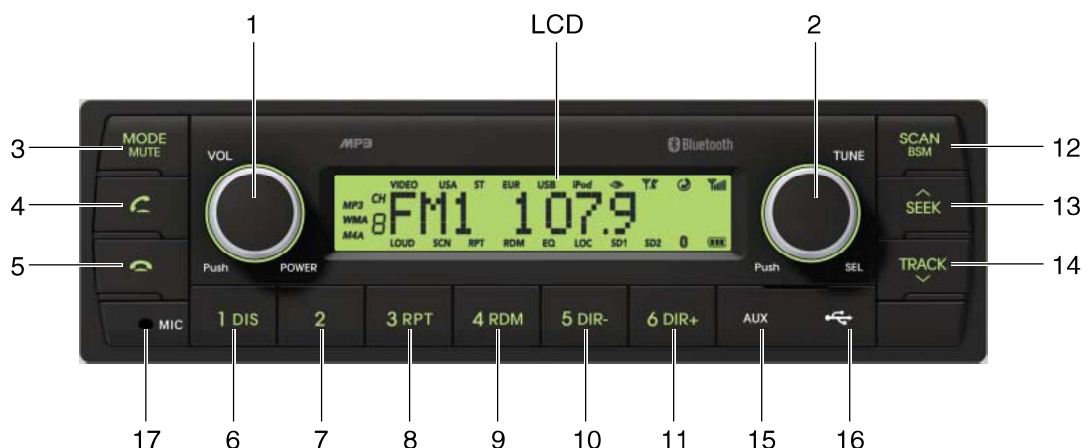 1 LCD 2
3 MODE MUTE
VOL
MP3
Bluetooth
TUNE
SCAN BSM 12
4
5
VIDEO USA ST EUR USB iPod
MP3 WMA M4A
CH 8
FM1 107.9
LOUD SCN RPT RDM EQ LOC SD1 SD2
SEEK 13
TRACK 14
Push POWER
Push SEL
MIC
1 DIS
2
3 RPT
4 RDM
5 DIR-
6 DIR+
AUX
17 6 7 8 9 10 11 15 16